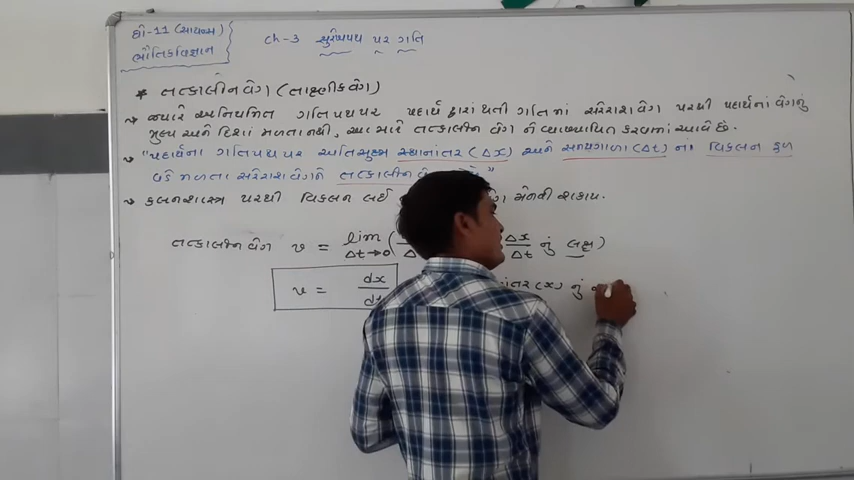 ધો-11 (સાયન્સ)
ભૌતિકવિજ્ઞાન
ch-3 સુરેખપથ પર ગતિ
* તત્કાલીન વેગ (તાક્ષણિક વેગ)
→ જ્યારે અનિયમિત ગતિપથ પર પદાર્થ દ્વારા થતી ગતિમાં સરેરાશ વેગ પરથી પદાર્થનાં વેગનું
મુલ્ય અને દિશા મળતા નથી, આ માટે તત્કાલીન વેગ ને વ્યાખ્યાયિત કરવામાં આવે છે.
→ "પદાર્થના ગતિપથ પર અતિસુક્ષ્મ સ્થાનાંતર (Δx) અને સમયગાળા (Δt) ના વિકલન ફળ
વડે મળતા સરેરાશ વેગને તત્કાલીન "
→ કલનશાસ્ત્ર પરથી વિકલન લઈ મેળવી શકાય.
તત્કાલીન વેગ v = lim Δt→0 ( Δx/Δt નું લક્ષ)
v = dx/dt (x) નું